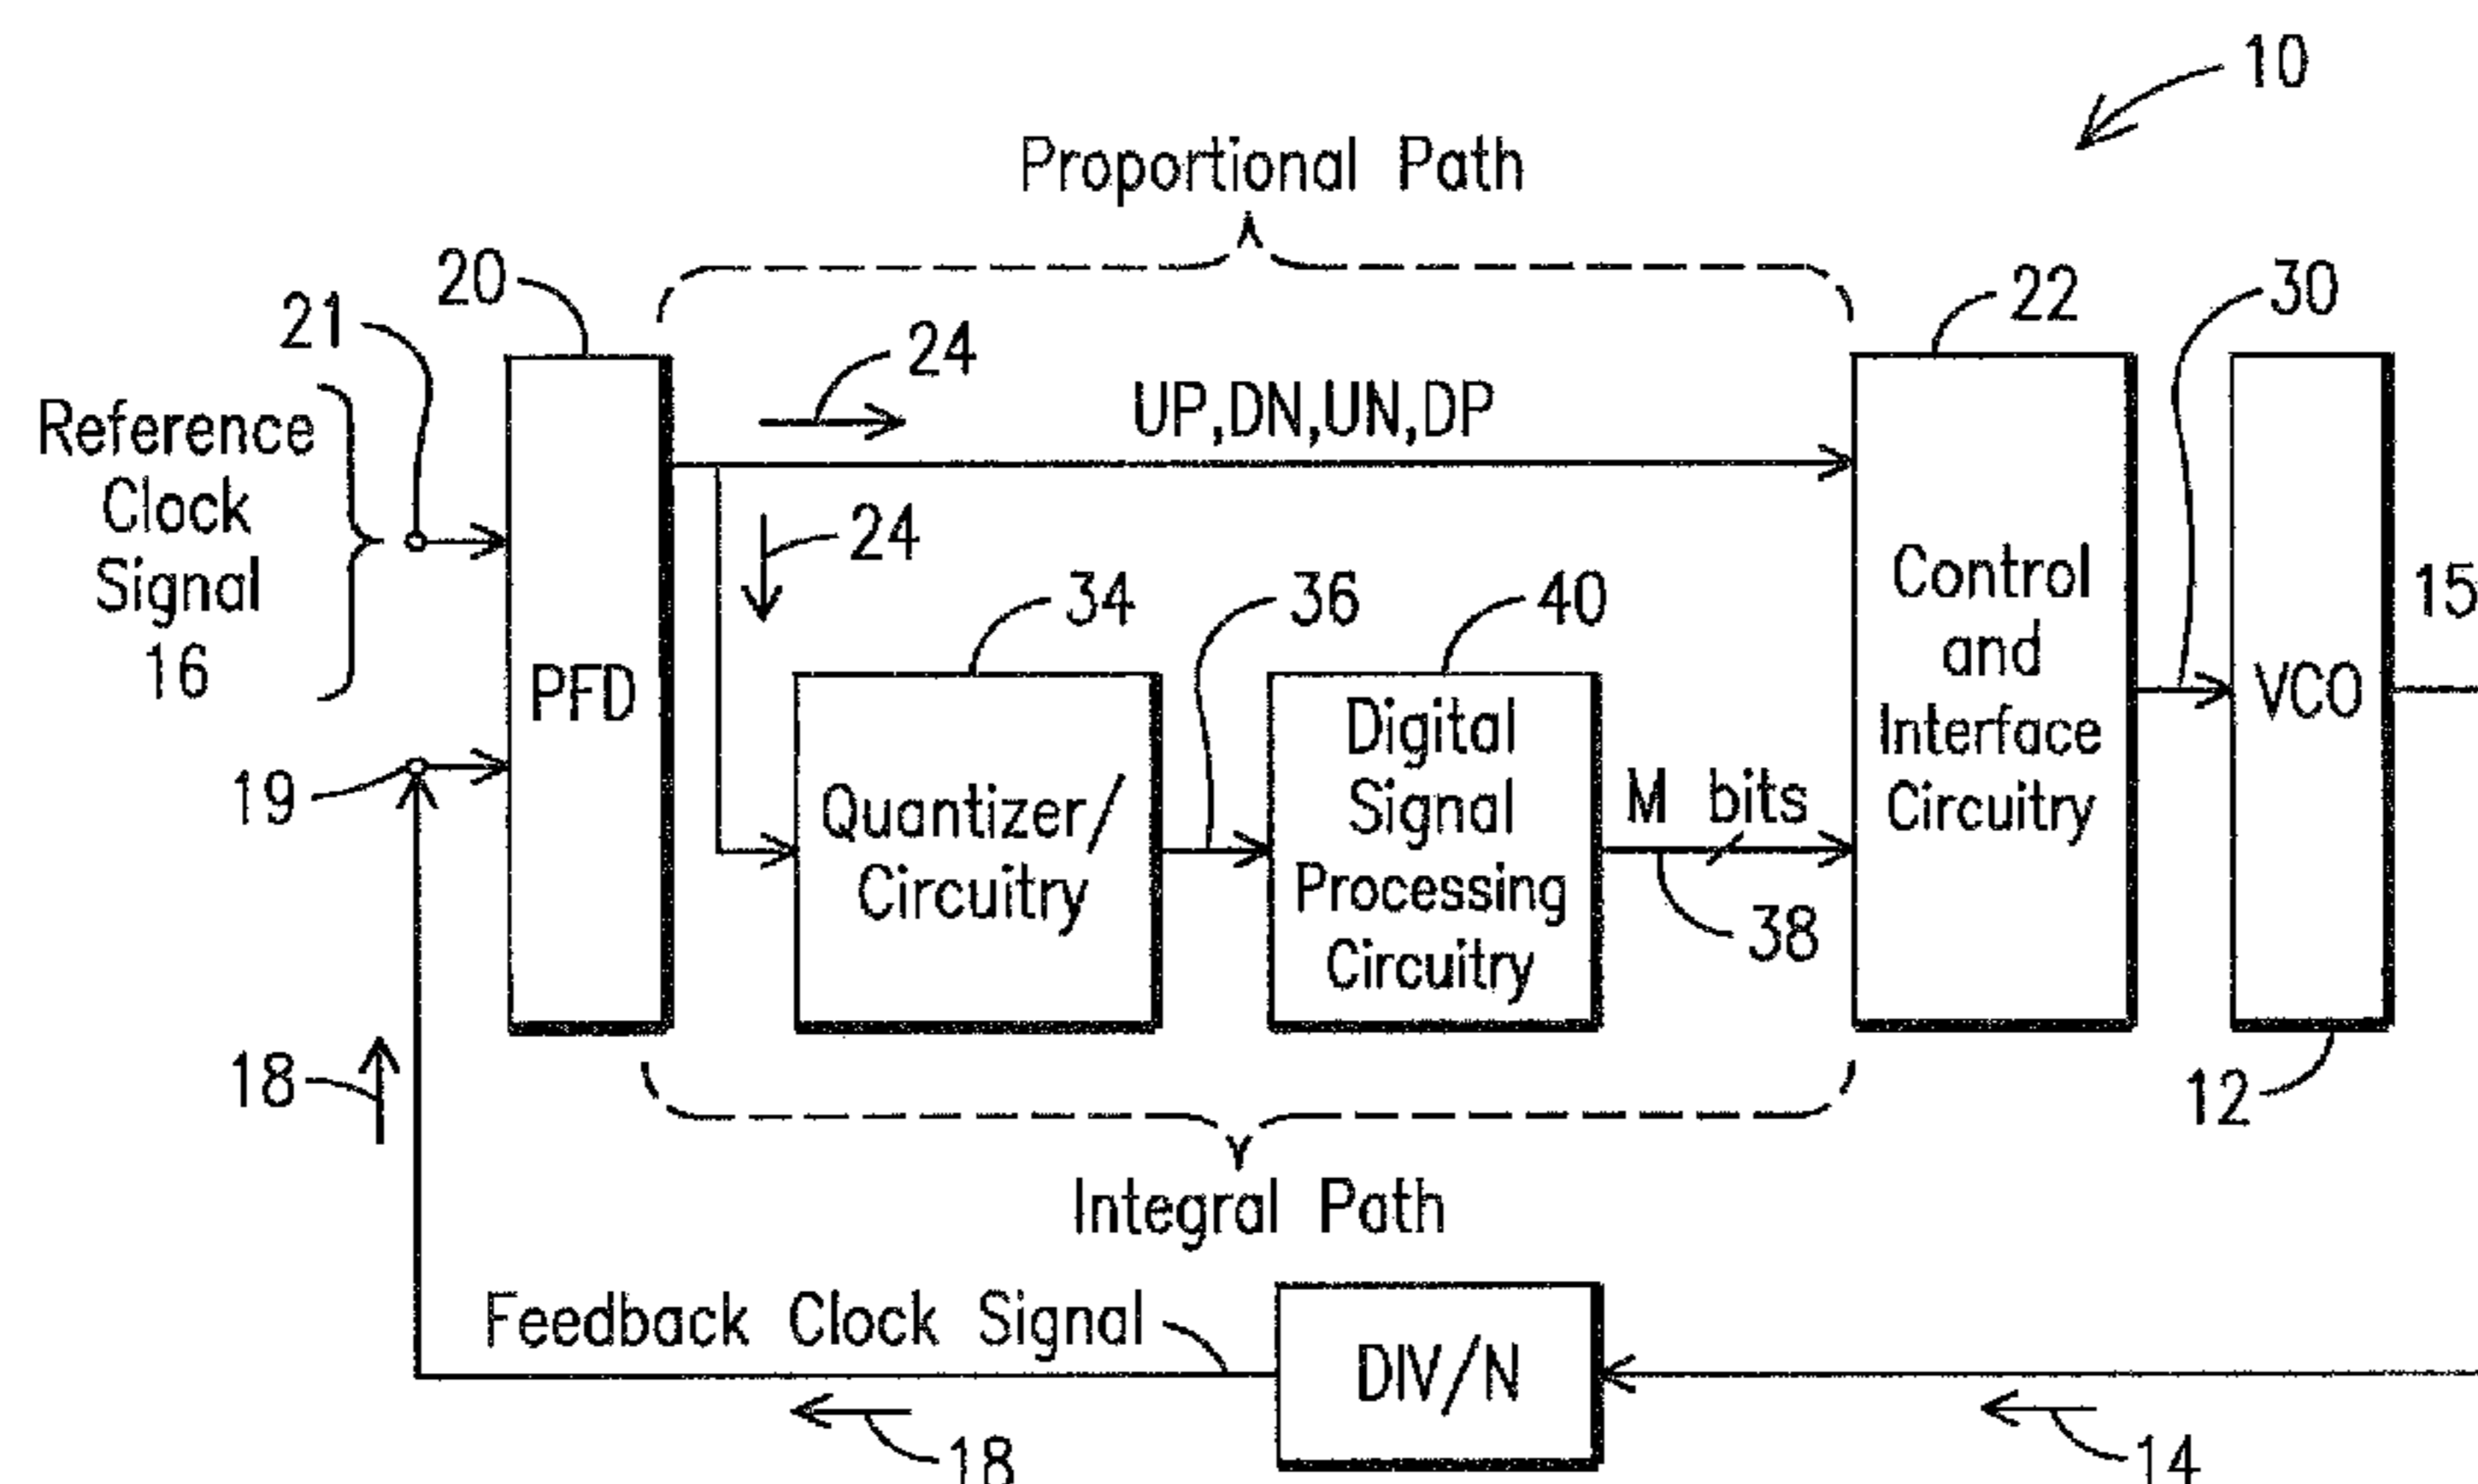 10
Proportional Path
20
21
24
22
30
UP,DN,UN,DP
Reference
Clock
Signal
16
24
34
36
40
15
PFD
Quantizer/
Circuitry
Digital
Signal
Processing
Circuitry
M bits
38
Control
and
Interface
Circuitry
VCO
19
18
12
Integral Path
Feedback Clock Signal
DIV/N
18
14